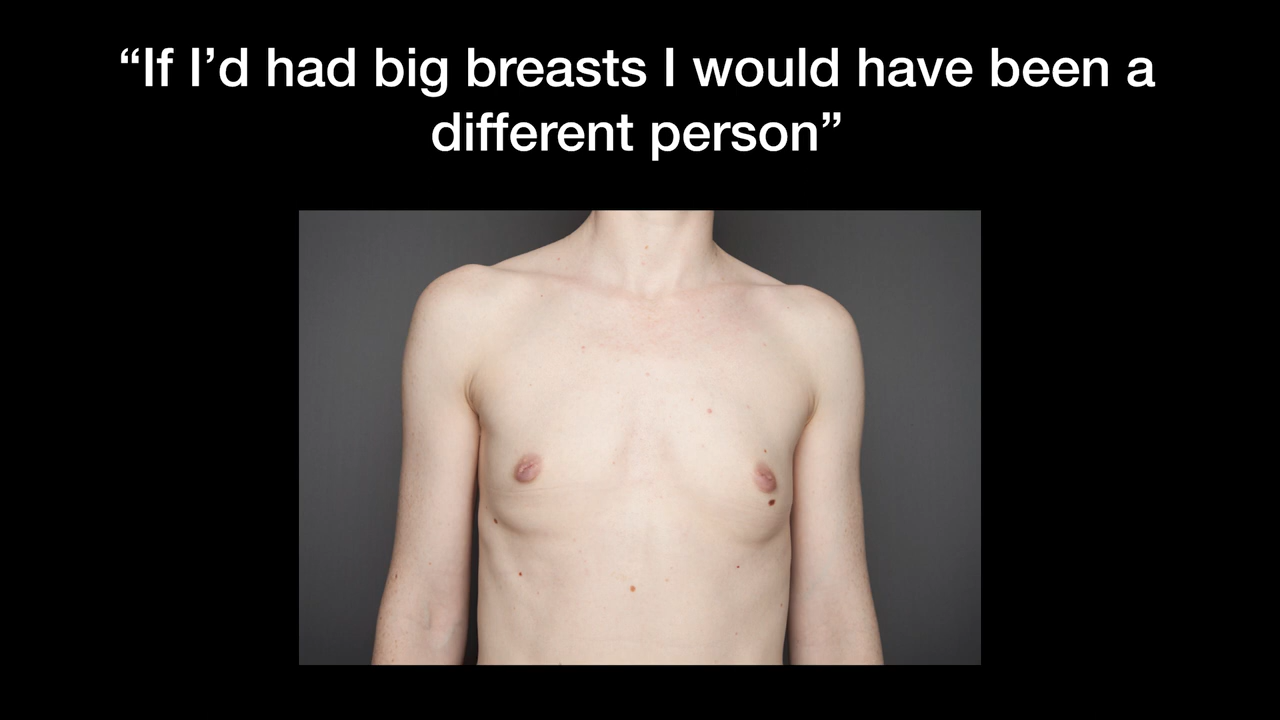 “If I’d had big breasts I would have been a
different person”